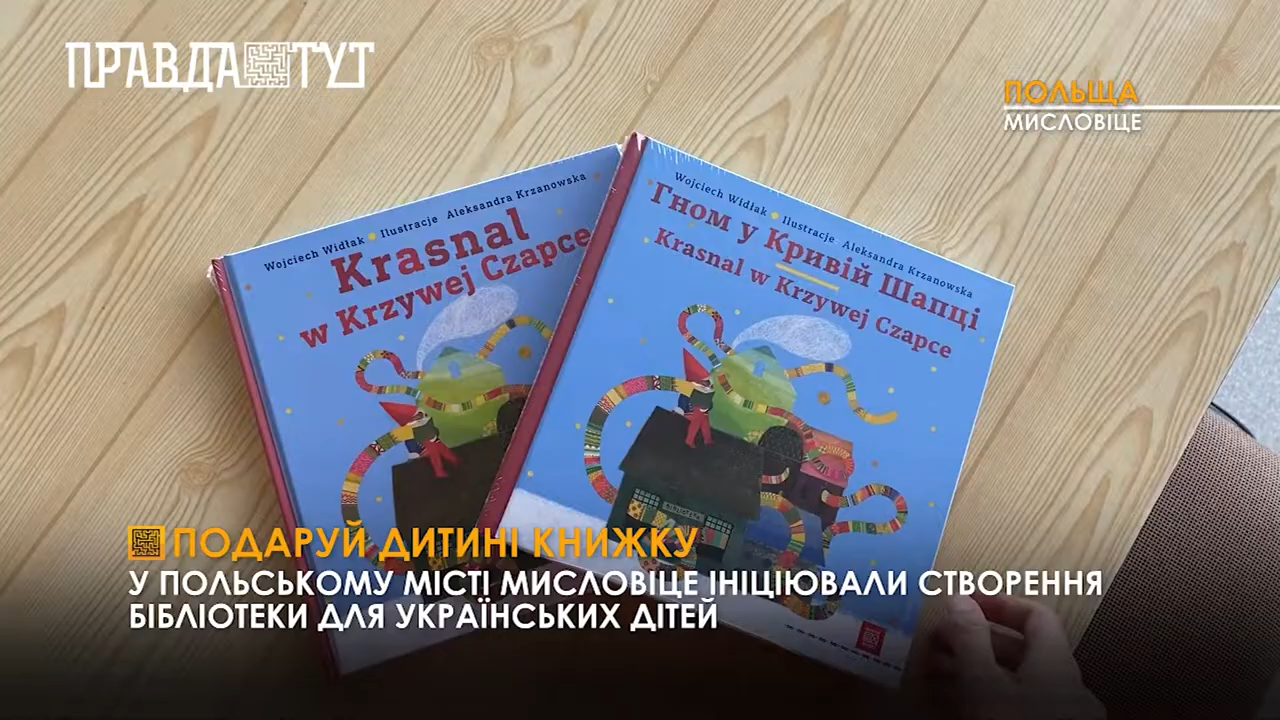 ПРАВДА ТУТ
ПОЛЬЩА
МИСЛОВІЦЕ
Wojciech Widłak Ilustracje Aleksandra Krzanowska
Krasnal
w Krzywej Czapce
Wojciech Widłak Ilustracje Aleksandra Krzanowska
Гном у Кривій Шапці
Krasnal w Krzywej Czapce
ПОДАРУЙ ДИТИНІ КНИЖКУ
У ПОЛЬСЬКОМУ МІСТІ МИСЛОВІЦЕ ІНІЦІЮВАЛИ СТВОРЕННЯ
БІБЛІОТЕКИ ДЛЯ УКРАЇНСЬКИХ ДІТЕЙ